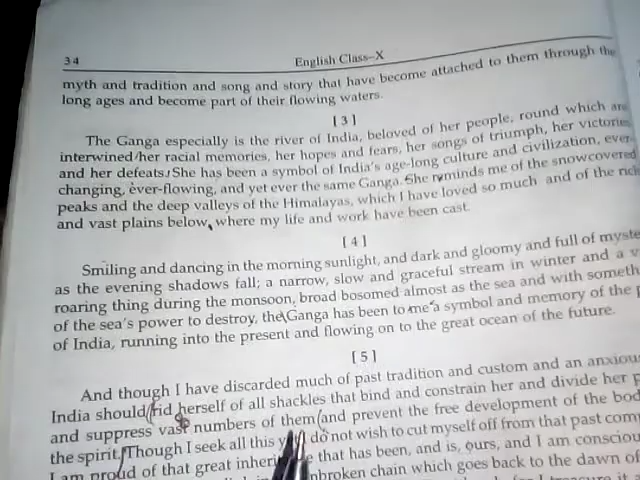 34
English Class–X
myth and tradition and song and story that have become attached to them through the
long ages and become part of their flowing waters.
[3]
The Ganga especially is the river of India, beloved of her people, round which are
interwined her racial memories, her hopes and fears, her songs of triumph, her victories
and her defeats. She has been a symbol of India's age-long culture and civilization, ever
changing, ever-flowing, and yet ever the same Ganga. She reminds me of the snowcovered
peaks and the deep valleys of the Himalayas, which I have loved so much and of the rich
and vast plains below, where my life and work have been cast.
[4]
Smiling and dancing in the morning sunlight, and dark and gloomy and full of
as the evening shadows fall; a narrow, slow and graceful stream in winter and a
roaring thing during the monsoon, broad bosomed almost as the sea and with
of the sea's power to destroy, the Ganga has been to me a symbol and memory of the
of India, running into the present and flowing on to the great ocean of the future.
[5]
And though I have discarded much of past tradition and custom and an
India should rid herself of all shackles that bind and constrain her and divide her
and suppress vast numbers of them and prevent the free development of the
the spirit, Though I seek all this do not wish to cut myself off from that past
I am proud of that great that has been, and is, ours, and I am
chain which goes back to the dawn of